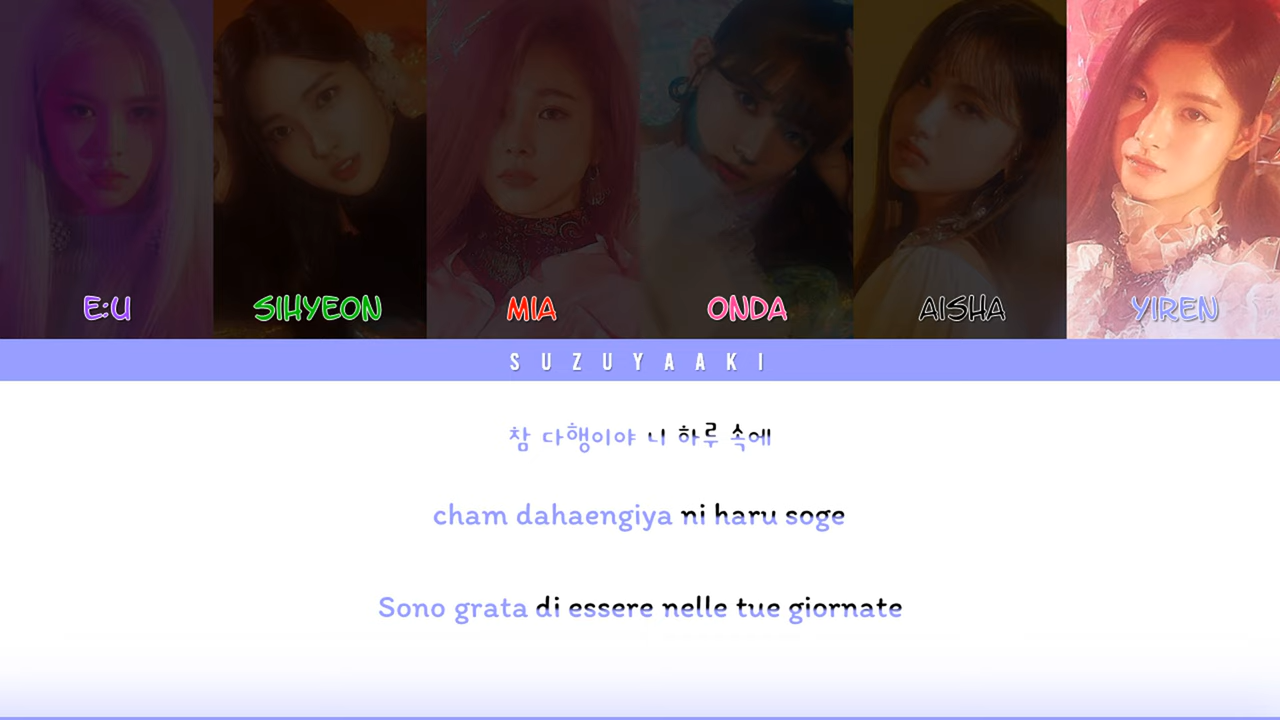 E:U SIHYEON MIA ONDA AISHA YIREN
SUZUYAAKI
참 다행이야 니 하루 속에
cham dahaengiya ni haru soge
Sono grata di essere nelle tue giornate